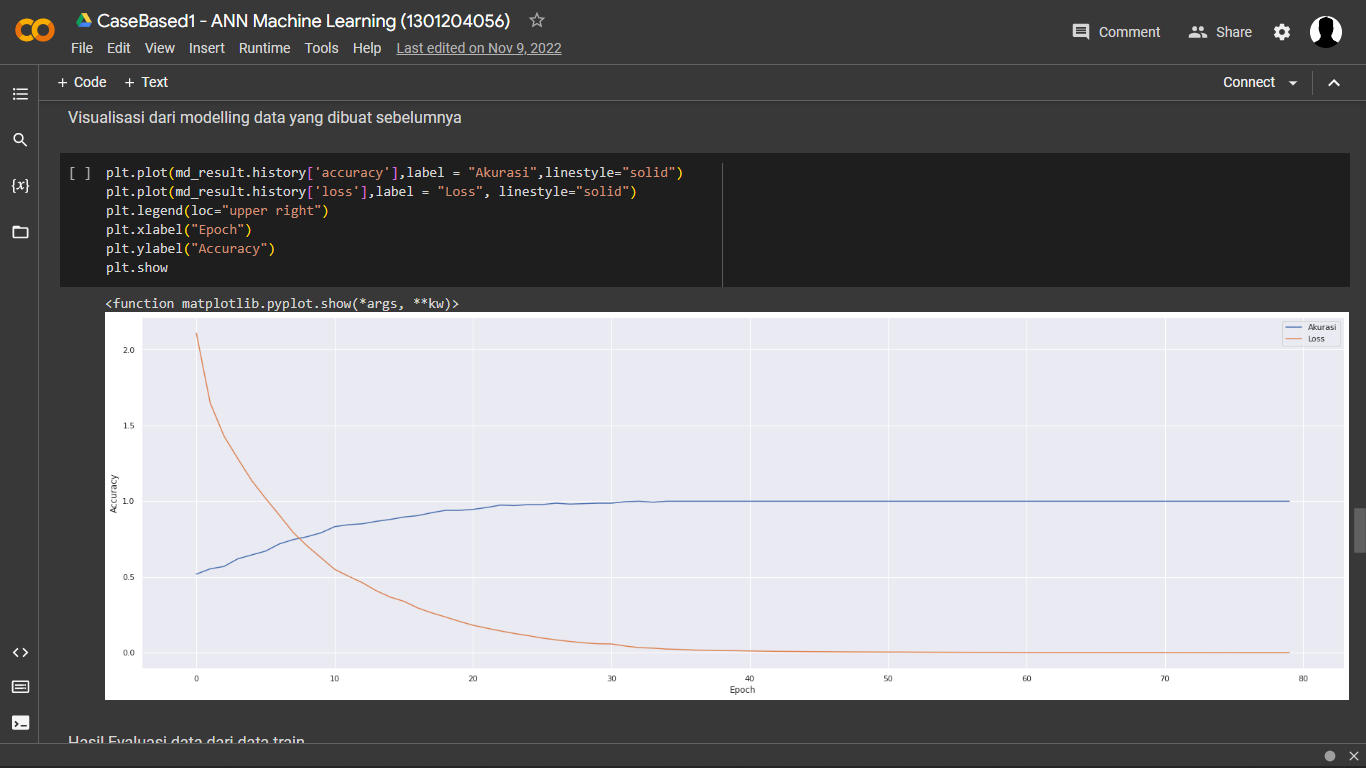 CaseBased1 - ANN Machine Learning (1301204056)
File Edit View Insert Runtime Tools Help Last edited on Nov 9, 2022
Comment Share
+ Code + Text
Connect
Visualisasi dari modelling data yang dibuat sebelumnya
[ ] plt.plot(md_result.history['accuracy'],label = "Akurasi",linestyle="solid")
plt.plot(md_result.history['loss'],label = "Loss", linestyle="solid")
plt.legend(loc="upper right")
plt.xlabel("Epoch")
plt.ylabel("Accuracy")
plt.show
{x}
<function matplotlib.pyplot.show(*args, **kw)>
Akurasi
Loss
2.0
1.5
1.0
0.5
0.0
Accuracy
0 10 20 30 40 50 60 70 80
Epoch
Hasil Evaluasi data dari data train